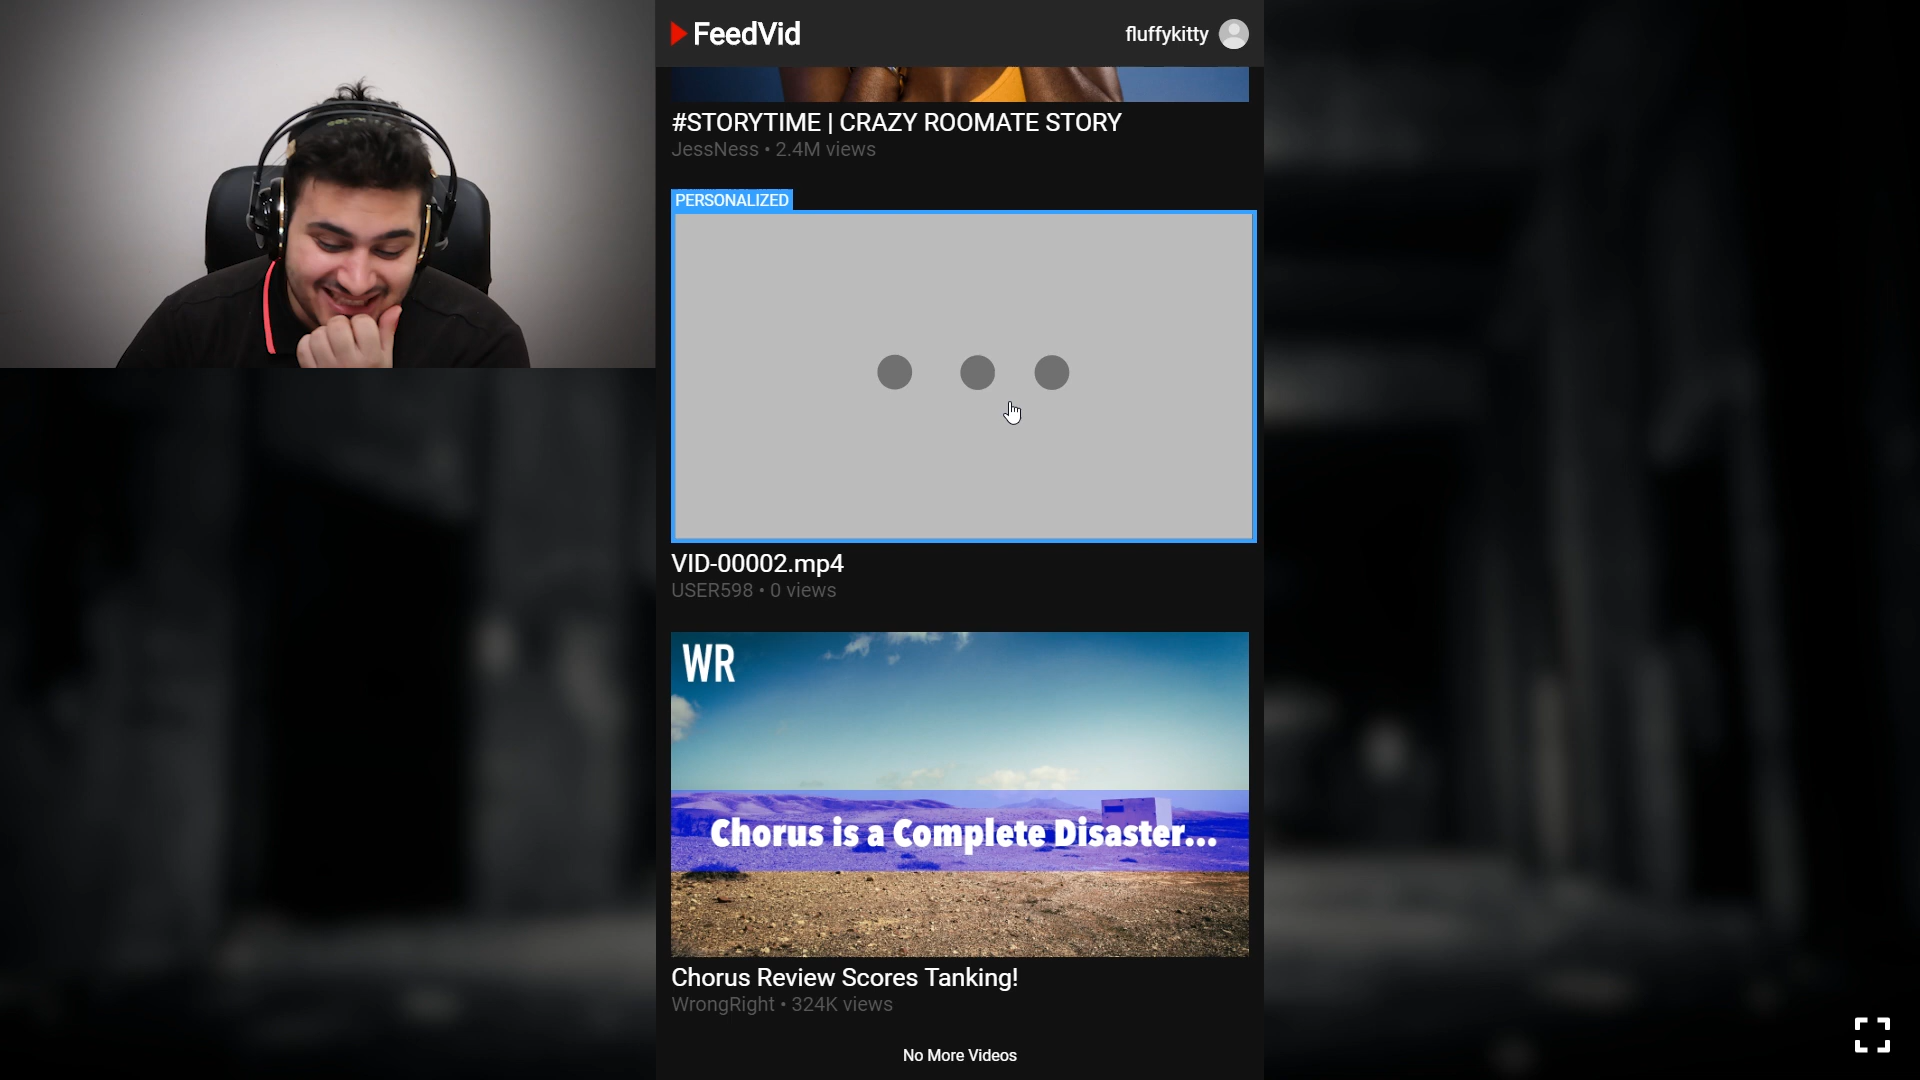 FeedVid
fluffykitty
#STORYTIME | CRAZY ROOMATE STORY
JessNess • 2.4M views
PERSONALIZED
VID-00002.mp4
USER598 • 0 views
WR
Chorus is a Complete Disaster...
Chorus Review Scores Tanking!
WrongRight • 324K views
No More Videos